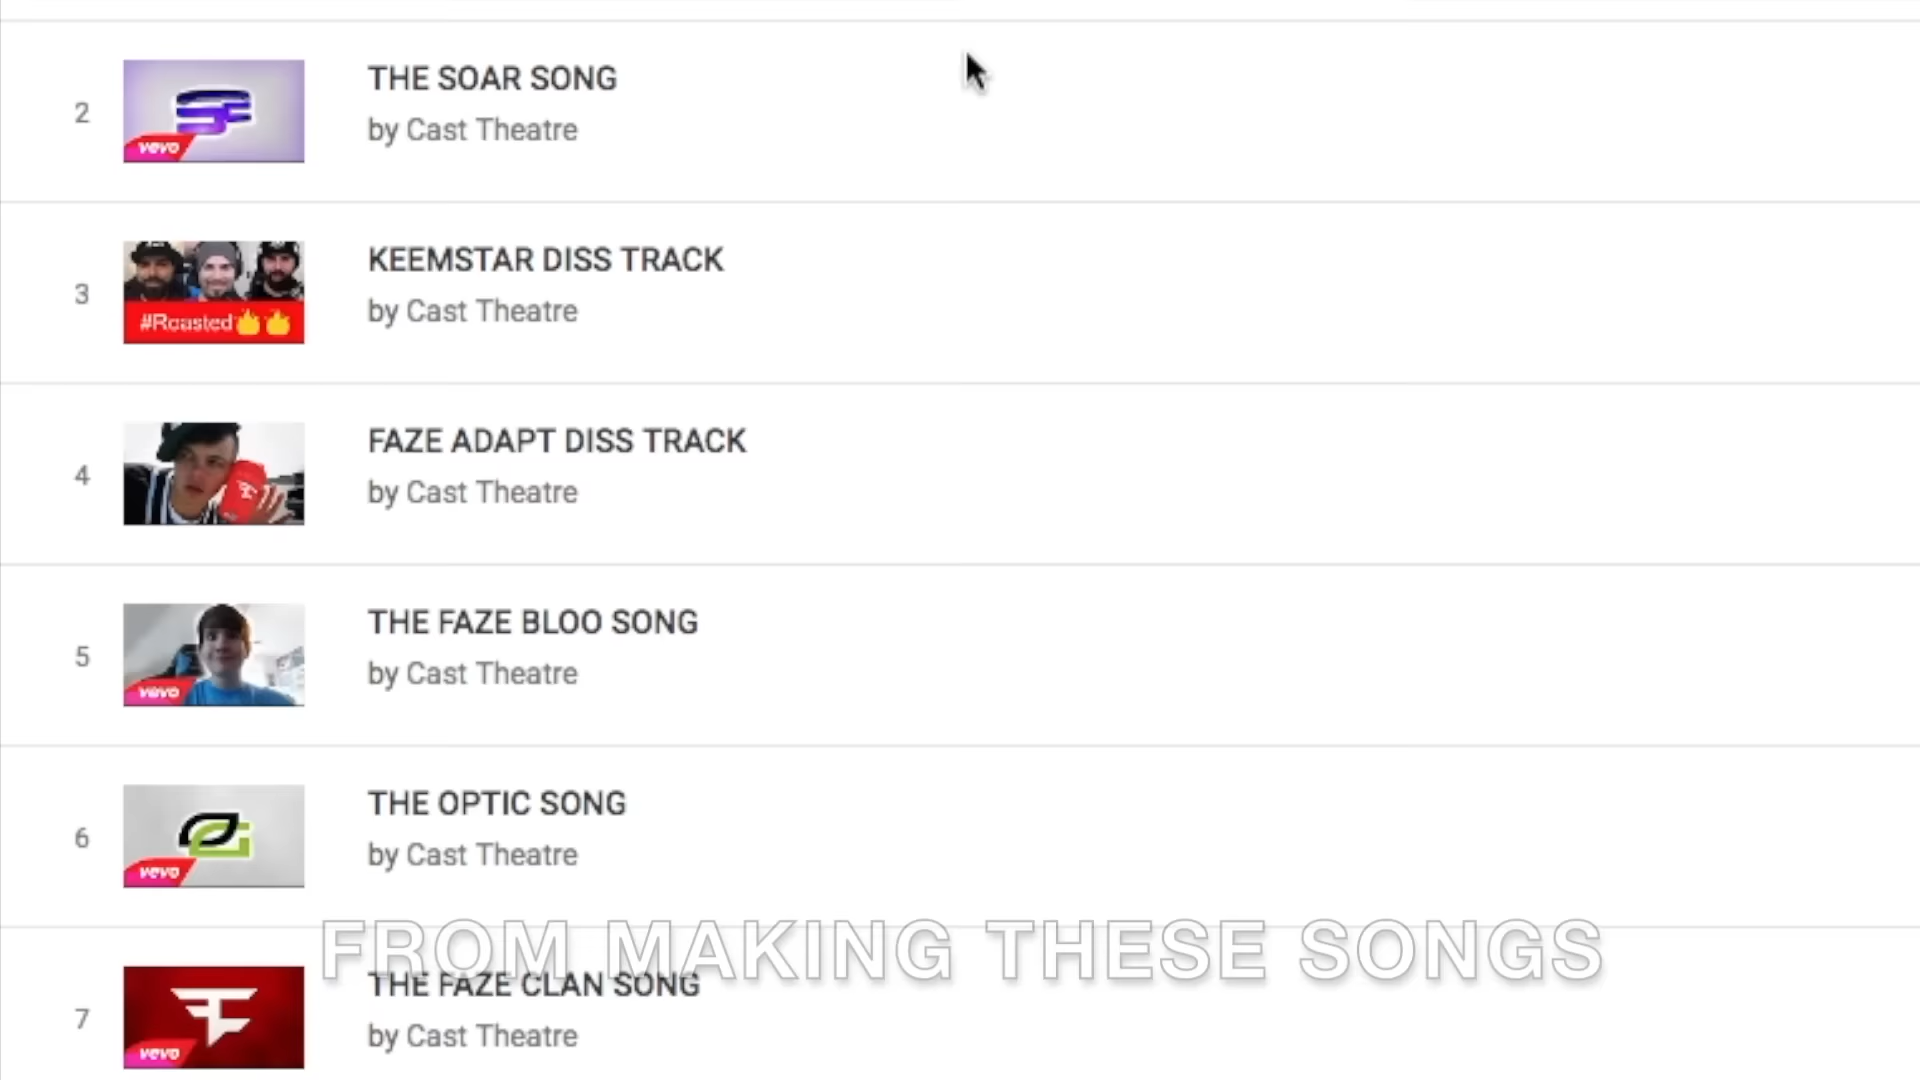 2
vevo
THE SOAR SONG
by Cast Theatre
3
#Roasted🔥🔥
KEEMSTAR DISS TRACK
by Cast Theatre
4
FAZE ADAPT DISS TRACK
by Cast Theatre
5
vevo
THE FAZE BLOO SONG
by Cast Theatre
6
vevo
THE OPTIC SONG
by Cast Theatre
FROM MAKING THESE SONGS
7
vevo
THE FAZE CLAN SONG
by Cast Theatre